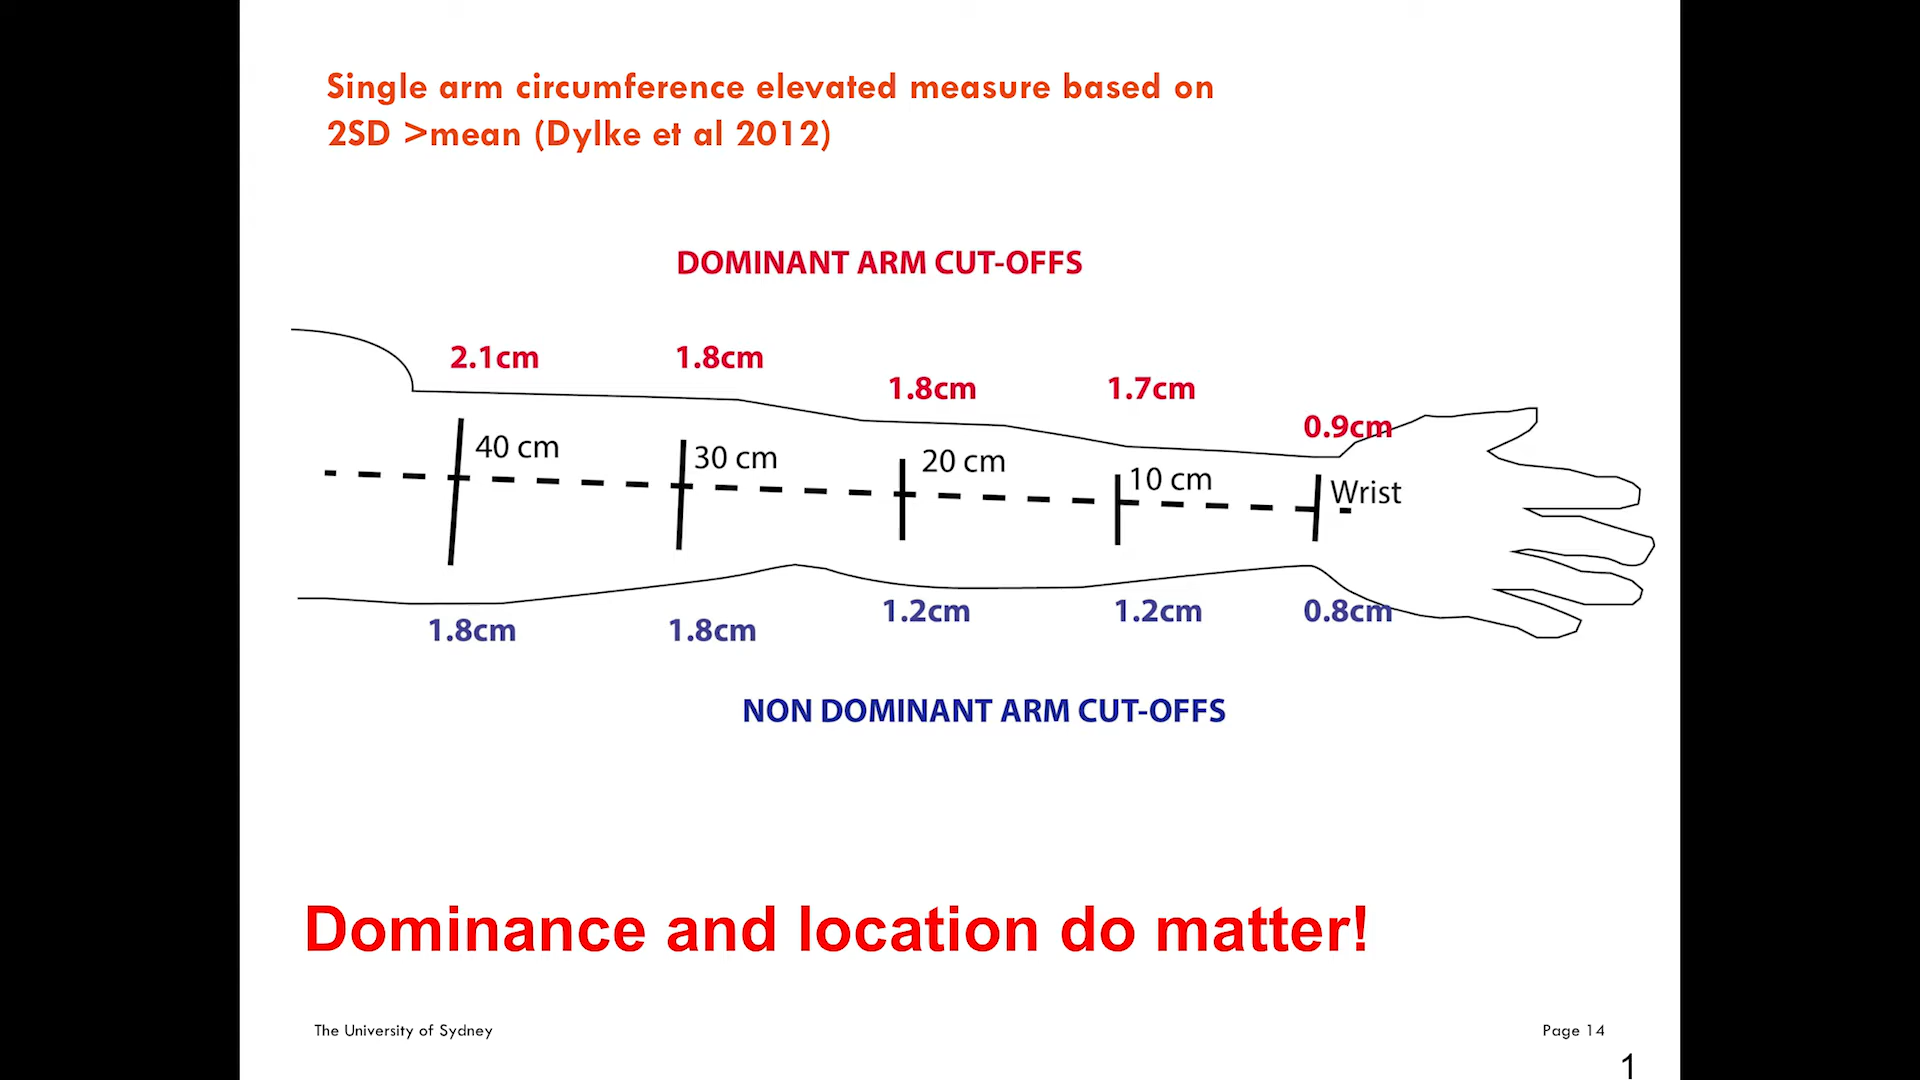 Single arm circumference elevated measure based on
2SD >mean (Dylke et al 2012)
DOMINANT ARM CUT-OFFS
2.1cm 1.8cm 1.8cm 1.7cm 0.9cm
40 cm 30 cm 20 cm 10 cm Wrist
1.8cm 1.8cm 1.2cm 1.2cm 0.8cm
NON DOMINANT ARM CUT-OFFS
Dominance and location do matter!
The University of Sydney Page 14
1